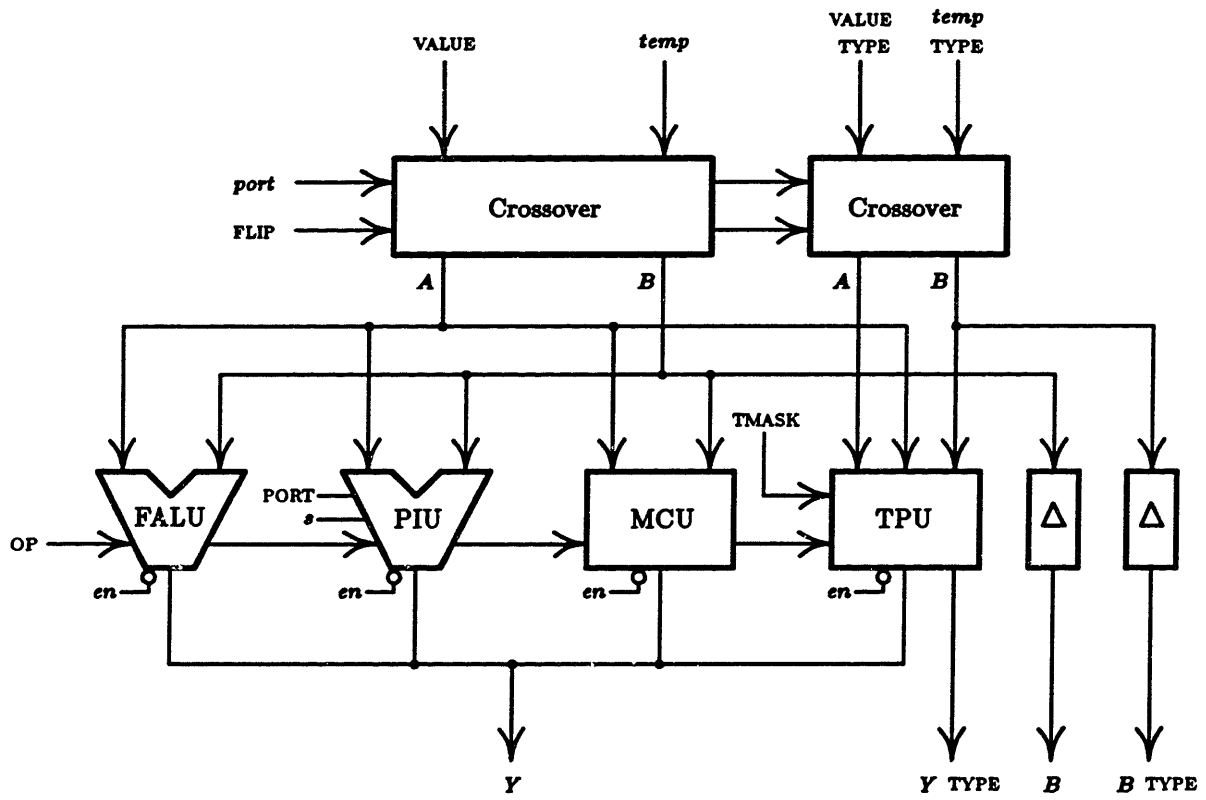 VALUE
temp
VALUE
TYPE
temp
TYPE
port
FLIP
Crossover
Crossover
A
B
A
B
TMASK
OP
FALU
PORT
s
PIU
MCU
TPU
Δ
Δ
en
en
en
en
Y
Y TYPE
B
B TYPE